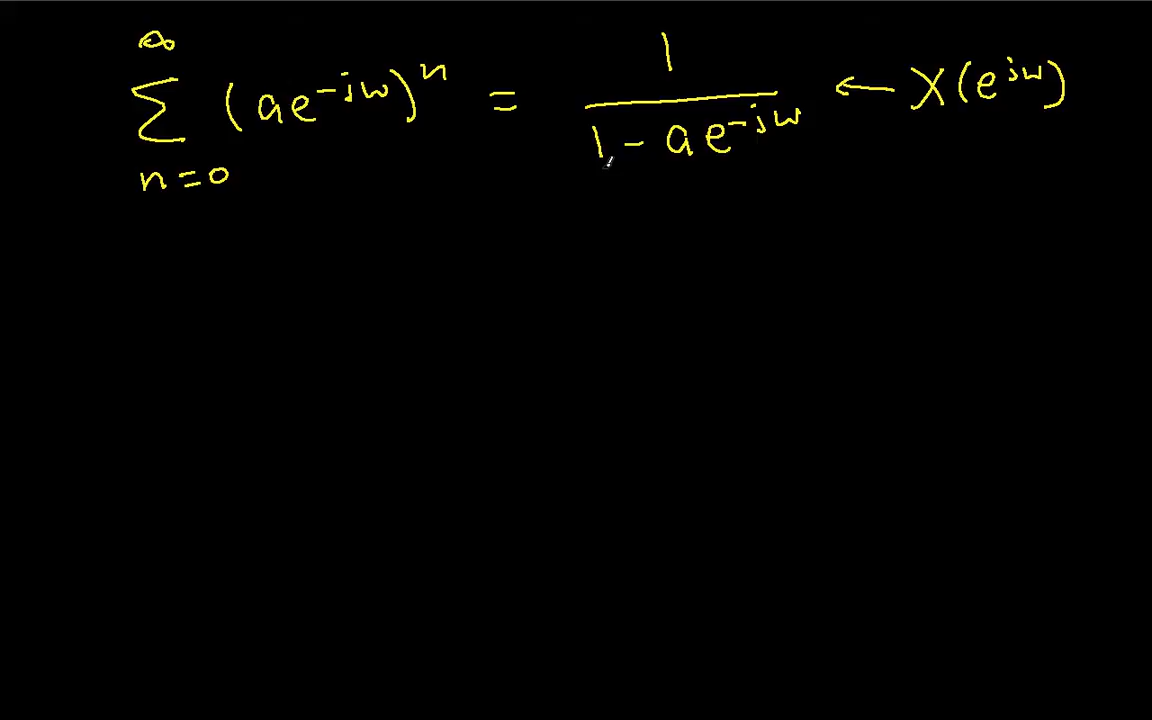 ∞
∑ (ae^{-jw})^n = 1 / (1 - ae^{-jw}) ← X(e^{jw})
n=0